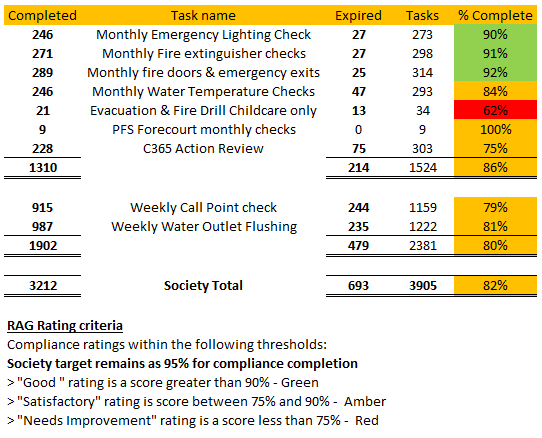 Completed Task name Expired Tasks % Complete
246 Monthly Emergency Lighting Check 27 273 90%
271 Monthly Fire extinguisher checks 27 298 91%
289 Monthly fire doors & emergency exits 25 314 92%
246 Monthly Water Temperature Checks 47 293 84%
21 Evacuation & Fire Drill Childcare only 13 34 62%
9 PFS Forecourt monthly checks 0 9 100%
228 C365 Action Review 75 303 75%
1310 214 1524 86%
915 Weekly Call Point check 244 1159 79%
987 Weekly Water Outlet Flushing 235 1222 81%
1902 479 2381 80%
3212 Society Total 693 3905 82%
RAG Rating criteria
Compliance ratings within the following thresholds:
Society target remains as 95% for compliance completion
> "Good " rating is a score greater than 90% - Green
> "Satisfactory" rating is score between 75% and 90% - Amber
> "Needs Improvement" rating is a score less than 75% - Red